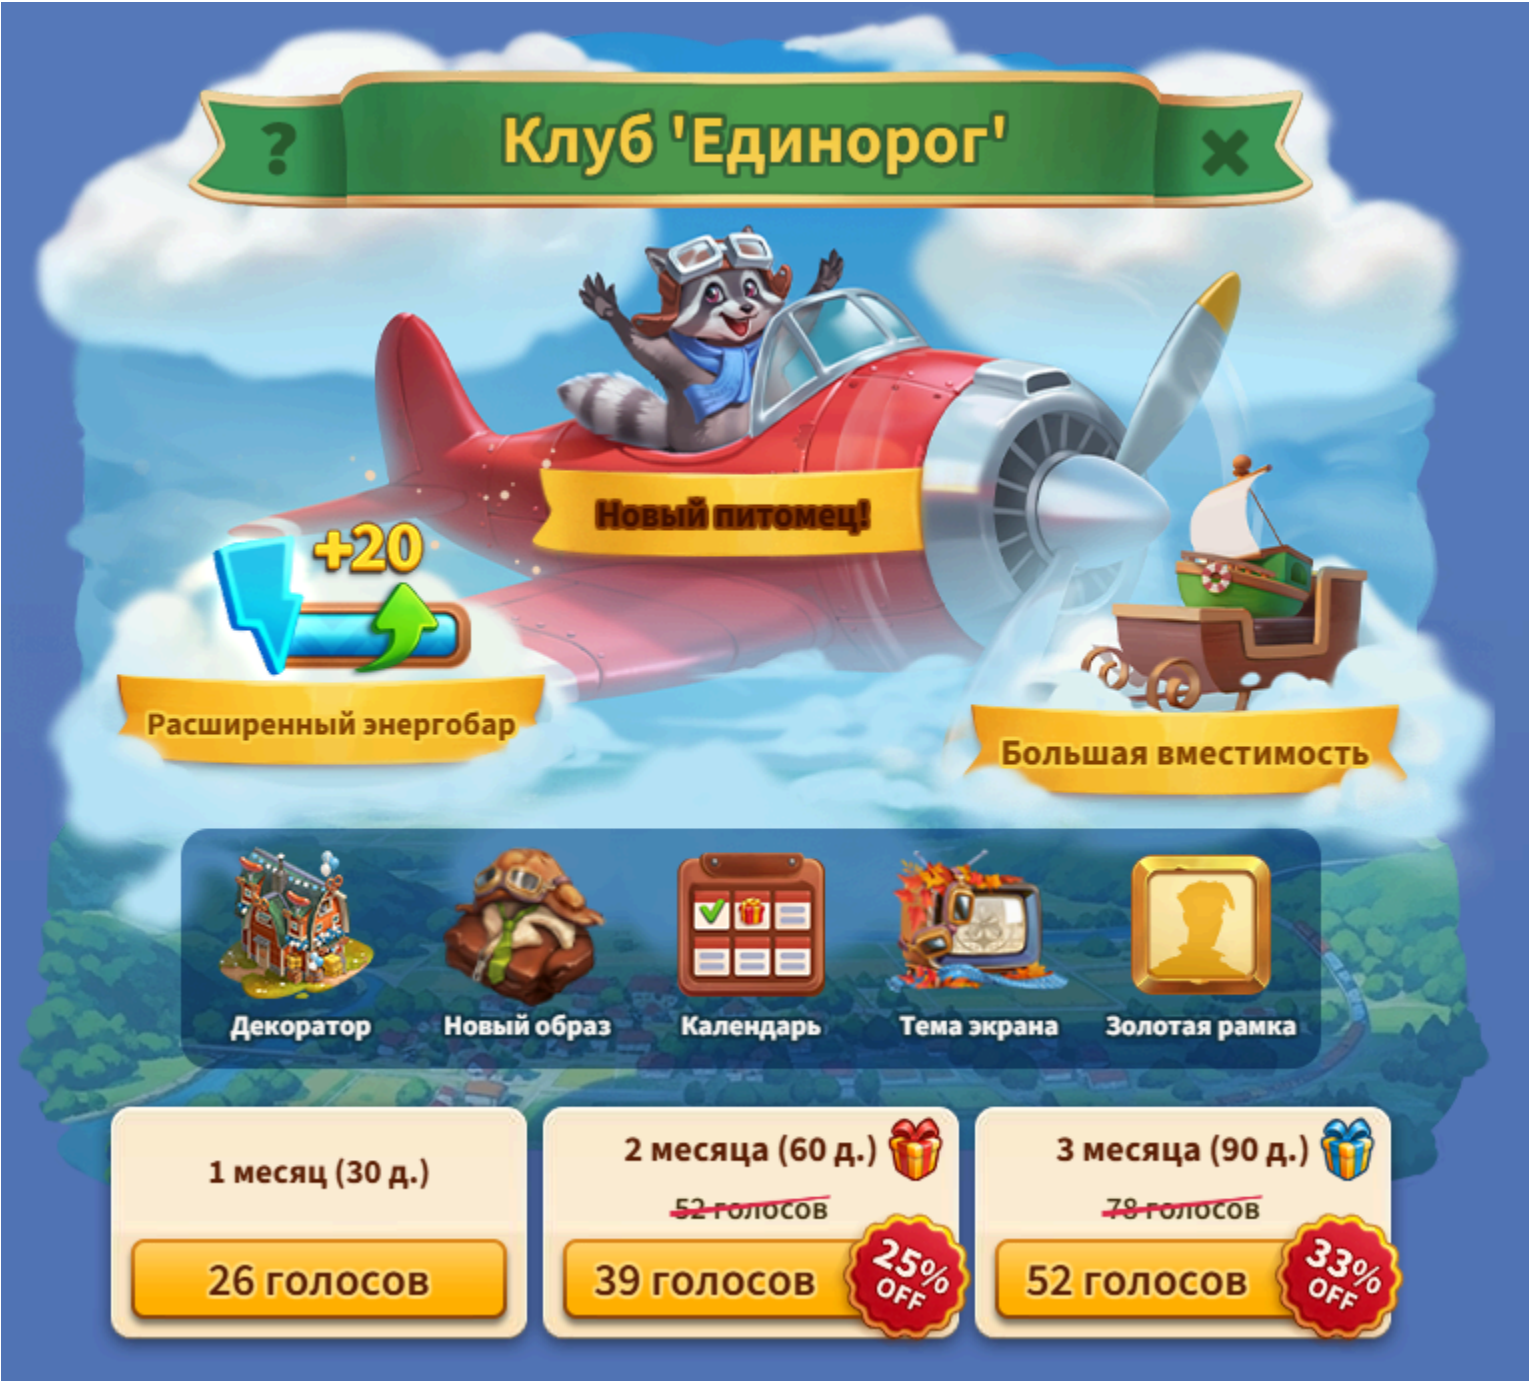 ?
Клуб 'Единорог'
Новый питомец!
+20
Расширенный энергобар
Большая вместимость
Декоратор
Новый образ
Календарь
Тема экрана
Золотая рамка
1 месяц (30 д.)
26 голосов
2 месяца (60 д.)
52 голосов
39 голосов
25%
OFF
3 месяца (90 д.)
78 голосов
52 голосов
33%
OFF